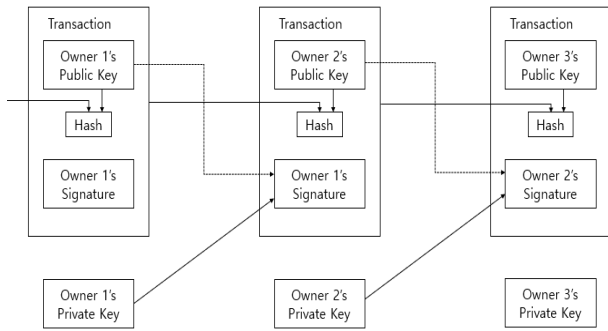 Transaction
Owner 1's
Public Key
Hash
Owner 1's
Signature
Owner 1's
Private Key
Transaction
Owner 2's
Public Key
Hash
Owner 1's
Signature
Owner 2's
Private Key
Transaction
Owner 3's
Public Key
Hash
Owner 2's
Signature
Owner 3's
Private Key